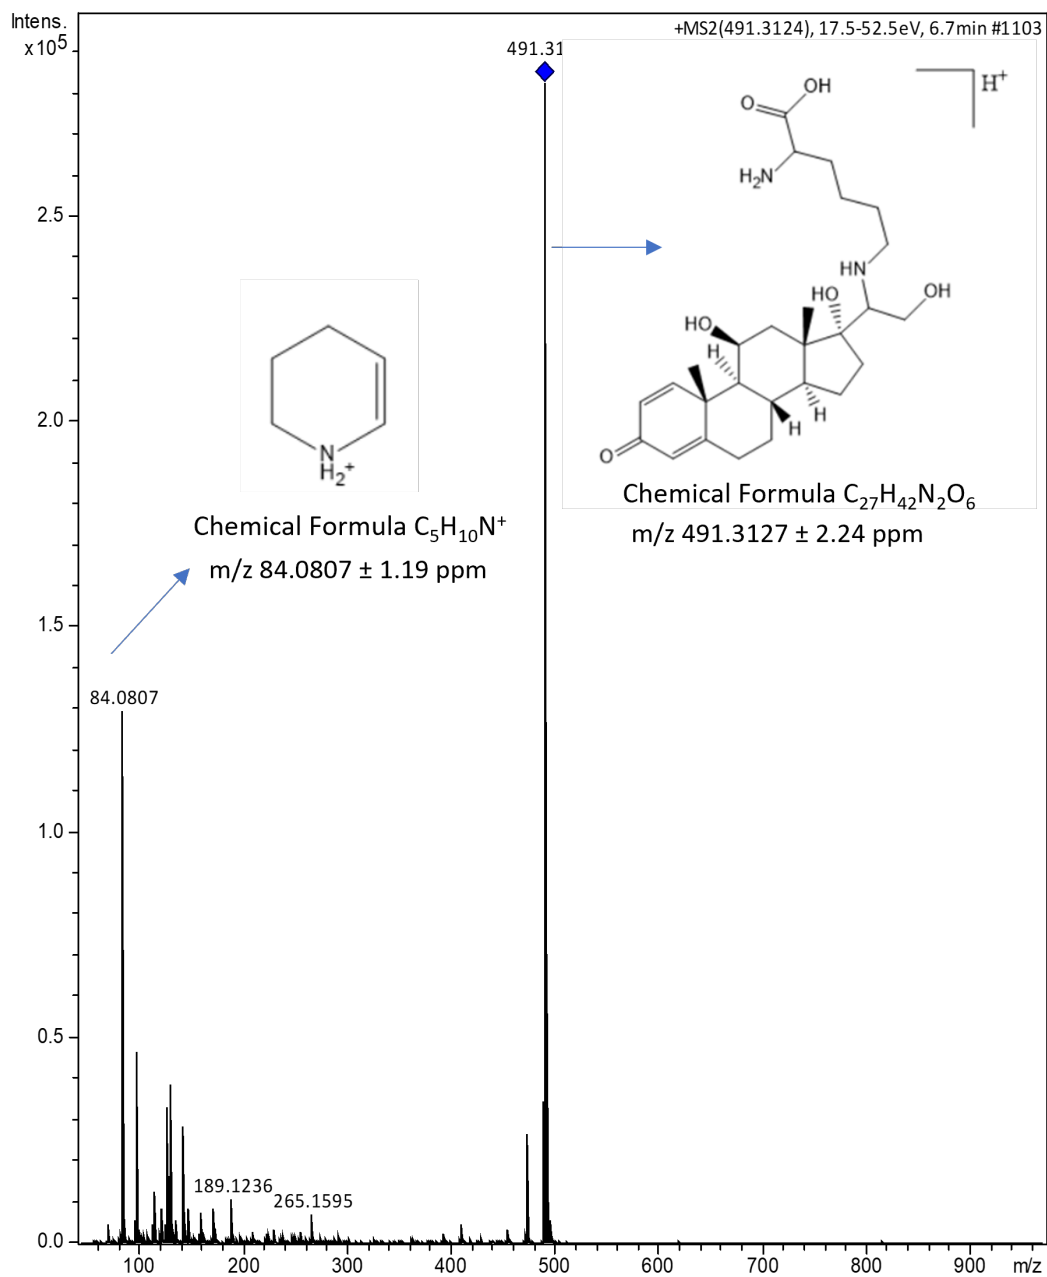 Intens.
x10⁵
+MS2(491.3124), 17.5-52.5eV, 6.7min #1103
491.31
H⁺
OH
O
H₂N
HN
HO
OH
HO
H
H
H
O
N
H₂⁺
Chemical Formula C₂₇H₄₂N₂O₆
m/z 491.3127 ± 2.24 ppm
Chemical Formula C₅H₁₀N⁺
m/z 84.0807 ± 1.19 ppm
84.0807
189.1236
265.1595
2.5
2.0
1.5
1.0
0.5
0.0
100 200 300 400 500 600 700 800 900 m/z